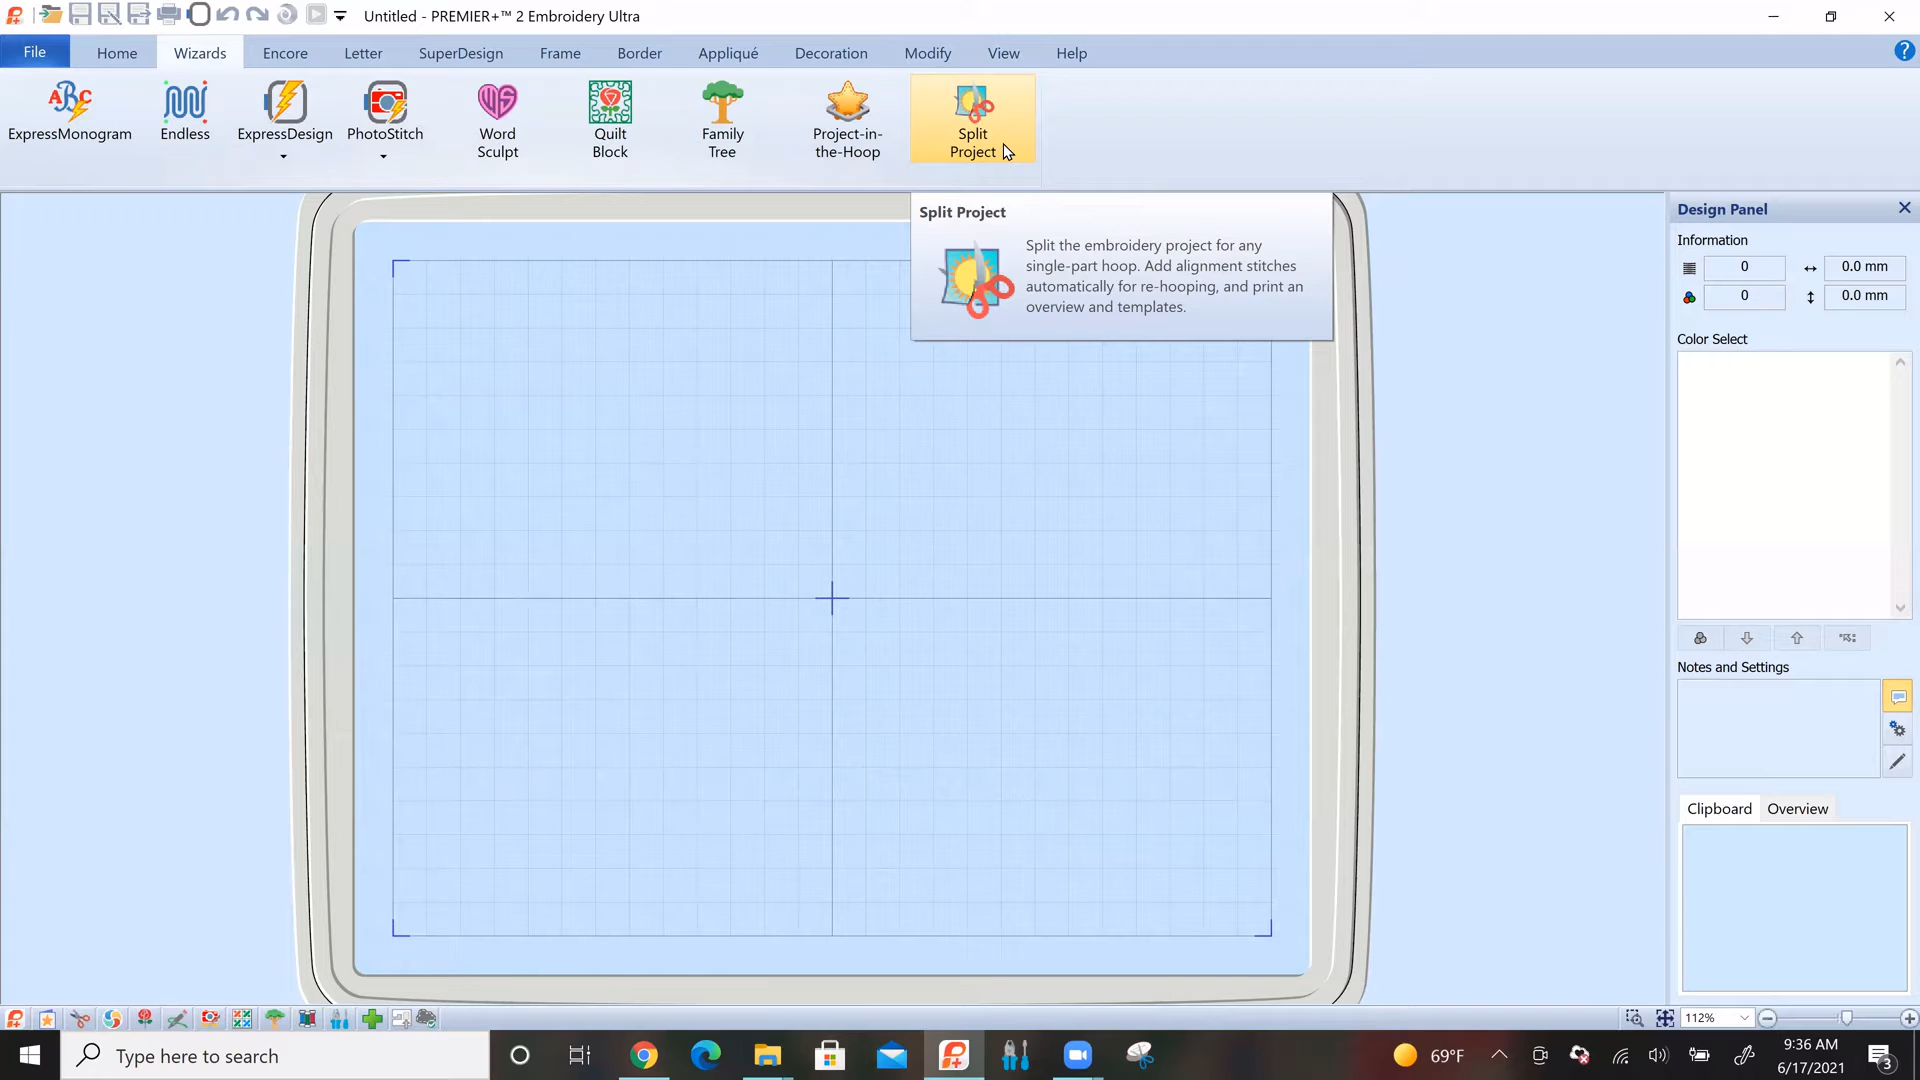 Untitled - PREMIER+™ 2 Embroidery Ultra
File Home Wizards Encore Letter SuperDesign Frame Border Appliqué Decoration Modify View Help
ExpressMonogram
Endless
ExpressDesign
PhotoStitch
Word
Sculpt
Quilt
Block
Family
Tree
Project-in-
the-Hoop
Split
Project
Split Project
Split the embroidery project for any
single-part hoop. Add alignment stitches
automatically for re-hooping, and print an
overview and templates.
Design Panel
Information
0 0.0 mm
0 0.0 mm
Color Select
Notes and Settings
Clipboard Overview
112%
Type here to search
69°F
9:36 AM
6/17/2021
3